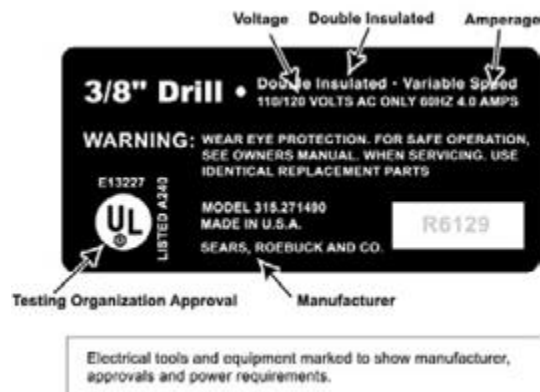 Voltage Double Insulated Amperage
3/8" Drill • Double Insulated - Variable Speed
110/120 VOLTS AC ONLY 60HZ 4.0 AMPS
WARNING: WEAR EYE PROTECTION. FOR SAFE OPERATION,
SEE OWNERS MANUAL. WHEN SERVICING. USE
IDENTICAL REPLACEMENT PARTS
E13227
UL
LISTED A240
MODEL 315.271490
MADE IN U.S.A.
SEARS, ROEBUCK AND CO.
R6129
Testing Organization Approval
Manufacturer
Electrical tools and equipment marked to show manufacturer,
approvals and power requirements.